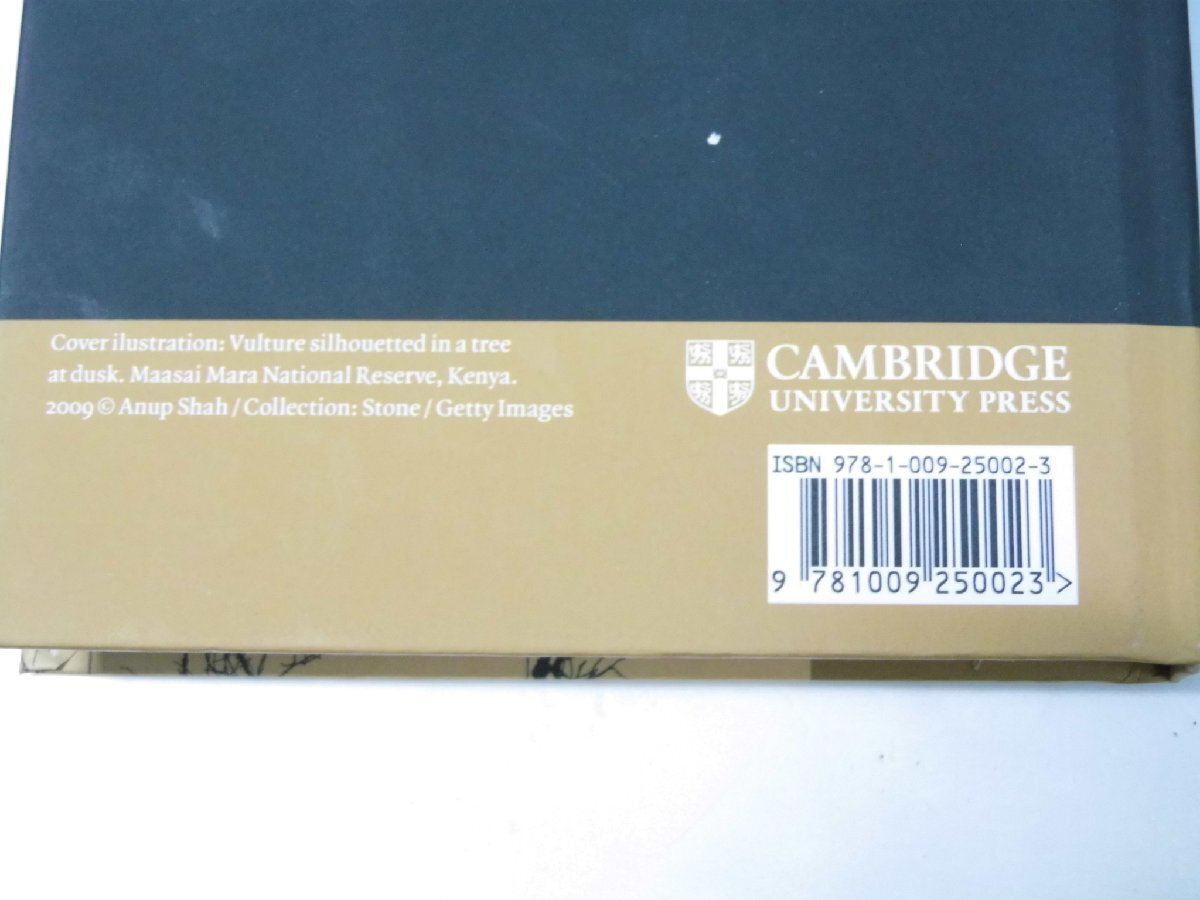 Cover ilustration: Vulture silhouetted in a tree
at dusk. Maasai Mara National Reserve, Kenya.
2009 © Anup Shah / Collection: Stone / Getty Images
CAMBRIDGE
UNIVERSITY PRESS
ISBN 978-1-009-25002-3
9 781009 250023 >